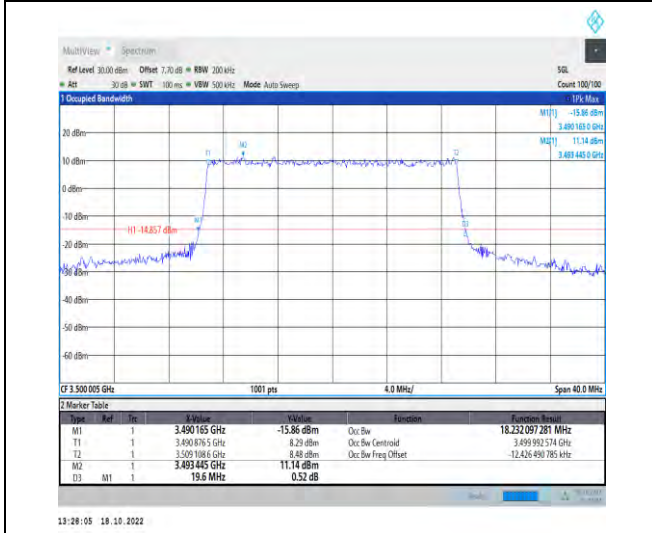 MultiView Spectrum
Ref Level 30.00 dBm Offset 7.70 dB RBW 200 kHz SGL
Att 30 dB SWT 100 ms VBW 500 kHz Mode Auto Sweep Count 100/100
1 Occupied Bandwidth 1Pk Max
M1[1] -15.86 dBm
3.490 165 0 GHz
M2[1] 11.14 dBm
3.493 445 0 GHz
20 dBm
T1 M2 T2
10 dBm
0 dBm
-10 dBm
M1 D3
H1 -14.857 dBm
-20 dBm
-30 dBm
-40 dBm
-50 dBm
-60 dBm
CF 3.500 005 GHz 1001 pts 4.0 MHz/ Span 40.0 MHz
2 Marker Table
Type Ref Trc X-Value Y-Value Function Function Result
M1 1 3.490 165 GHz -15.86 dBm Occ Bw 18.232 097 281 MHz
T1 1 3.490 876 5 GHz 8.29 dBm Occ Bw Centroid 3.499 992 574 GHz
T2 1 3.509 108 6 GHz 8.48 dBm Occ Bw Freq Offset -12.426 490 785 kHz
M2 1 3.493 445 GHz 11.14 dBm
D3 M1 1 19.6 MHz 0.52 dB
13:28:05 18.10.2022